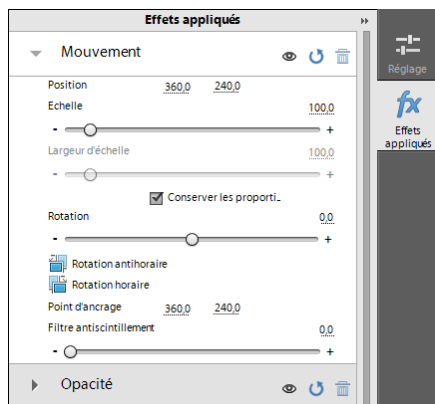 Effets appliqués
Mouvement
Position 360,0 240,0
Echelle 100,0
- +
Largeur d'échelle 100,0
- +
Conserver les proporti...
Rotation 0,0
- +
Rotation antihoraire
Rotation horaire
Point d'ancrage 360,0 240,0
Filtre antiscintillement 0,0
- +
Opacité
Réglage
fx
Effets
appliqués